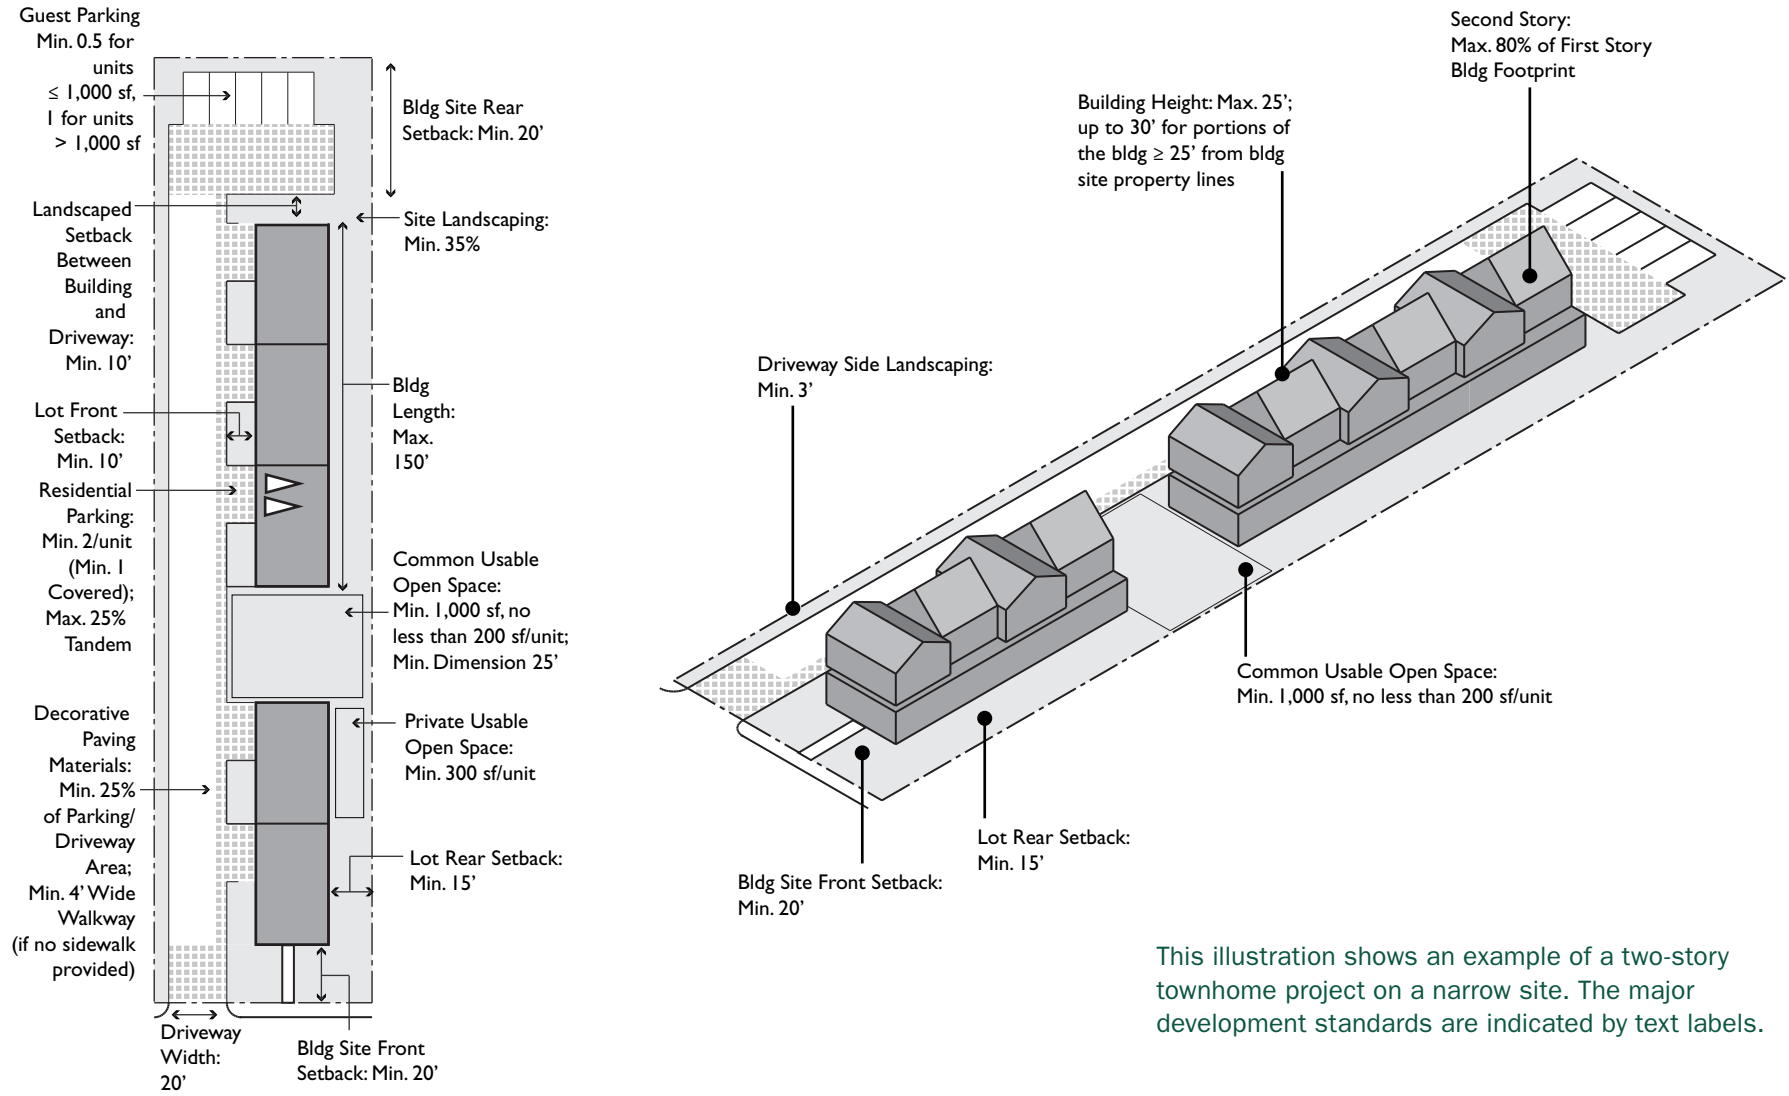 Guest Parking
Min. 0.5 for
units
≤ 1,000 sf,
1 for units
> 1,000 sf
Bldg Site Rear
Setback: Min. 20’
Landscaped
Setback
Between
Building
and
Driveway:
Min. 10’
Site Landscaping:
Min. 35%
Lot Front
Setback:
Min. 10’
Bldg
Length:
Max.
150’
Residential
Parking:
Min. 2/unit
(Min. 1
Covered);
Max. 25%
Tandem
Common Usable
Open Space:
Min. 1,000 sf, no
less than 200 sf/unit;
Min. Dimension 25’
Decorative
Paving
Materials:
Min. 25%
of Parking/
Driveway
Area;
Min. 4’ Wide
Walkway
(if no sidewalk
provided)
Private Usable
Open Space:
Min. 300 sf/unit
Lot Rear Setback:
Min. 15’
Driveway
Width:
20’
Bldg Site Front
Setback: Min. 20’
Second Story:
Max. 80% of First Story
Bldg Footprint
Building Height: Max. 25’;
up to 30’ for portions of
the bldg ≥ 25’ from bldg
site property lines
Driveway Side Landscaping:
Min. 3’
Common Usable Open Space:
Min. 1,000 sf, no less than 200 sf/unit
Lot Rear Setback:
Min. 15’
Bldg Site Front Setback:
Min. 20’
This illustration shows an example of a two-story
townhome project on a narrow site. The major
development standards are indicated by text labels.